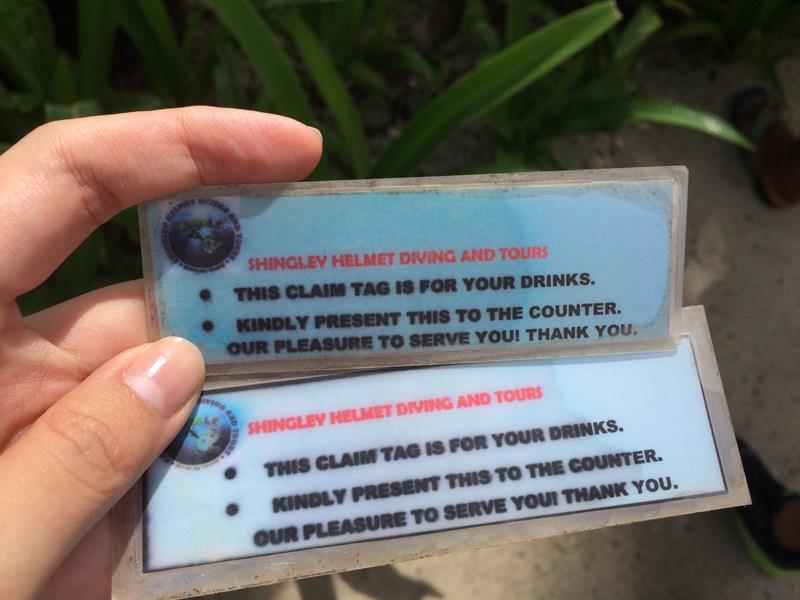 SHINGLEY HELMET DIVING AND TOURS
● THIS CLAIM TAG IS FOR YOUR DRINKS.
● KINDLY PRESENT THIS TO THE COUNTER.
OUR PLEASURE TO SERVE YOU! THANK YOU.
SHINGLEY HELMET DIVING AND TOURS
● THIS CLAIM TAG IS FOR YOUR DRINKS.
● KINDLY PRESENT THIS TO THE COUNTER.
OUR PLEASURE TO SERVE YOU! THANK YOU.